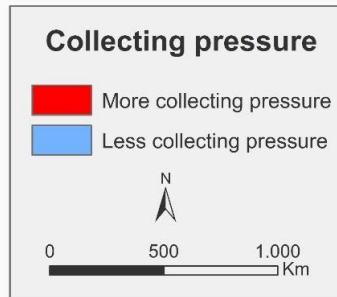 Collecting pressure
More collecting pressure
Less collecting pressure
N
0 500 1.000
Km